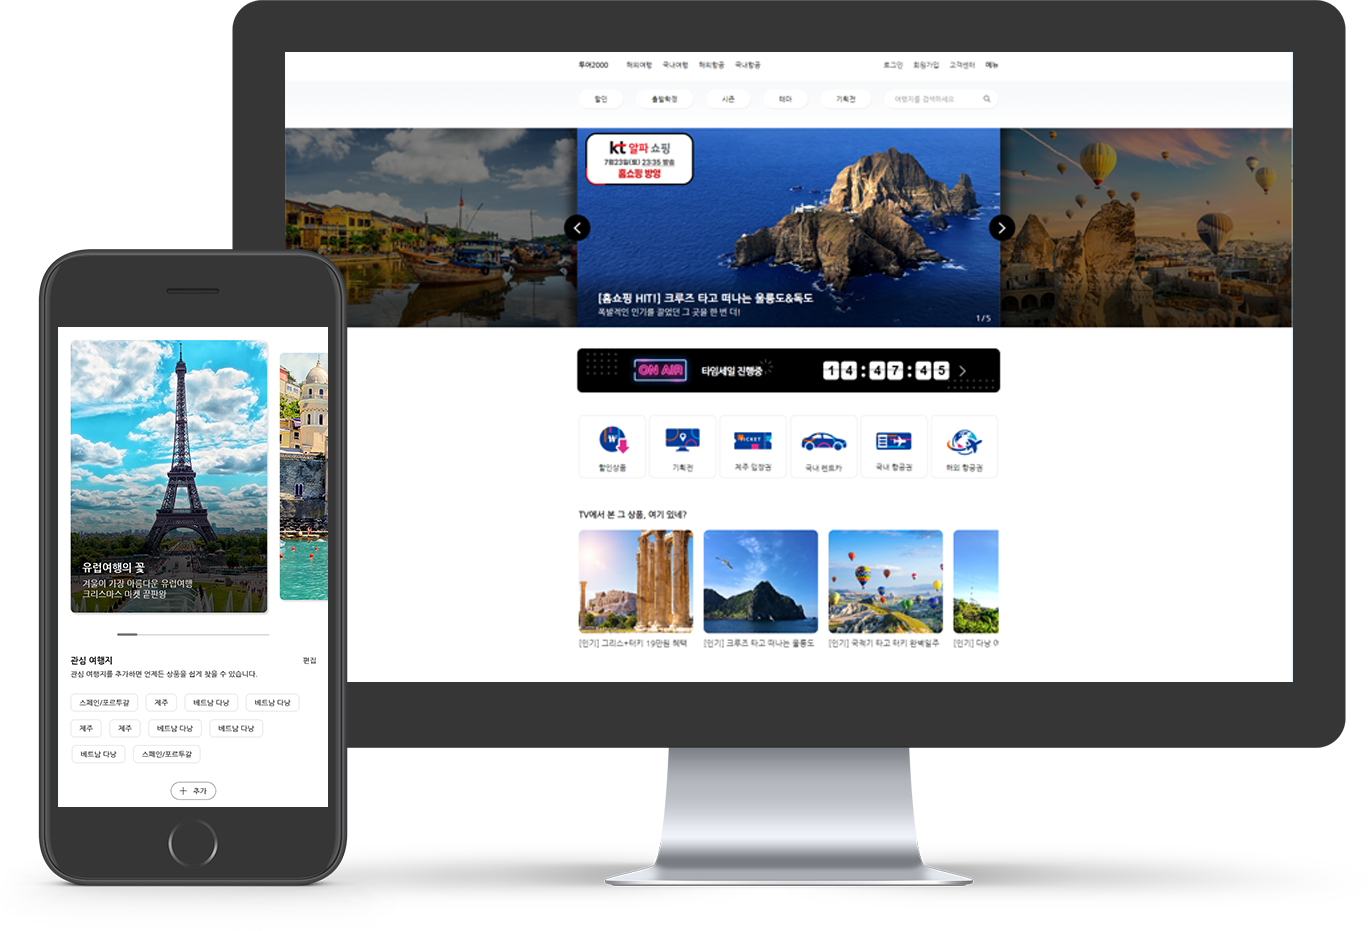 투어2000 해외여행 국내여행 해외항공 국내항공 로그인 회원가입 고객센터 메뉴
할인 출발확정 시즌 테마 기획전 여행지를 검색하세요
kt 알파 쇼핑
7월23일(토) 23:35 방송
홈쇼핑 방영
[홈쇼핑 HIT!] 크루즈 타고 떠나는 울릉도&독도
폭발적인 인기를 끌었던 그 곳을 한 번 더!
1/5
ON AIR 타임세일 진행중 14:47:45
W TICKET
할인상품 기획전 제주 입장권 국내 렌트카 국내 항공권 해외 항공권
TV에서 본 그 상품, 여기 있네?
[인기] 그리스+터키 19만원 혜택 [인기] 크루즈 타고 떠나는 울릉도 [인기] 국적기 타고 터키 완벽일주 [인기] 다낭
유럽여행의 꽃
겨울이 가장 아름다운 유럽여행
크리스마스 마켓 끝판왕
관심 여행지 편집
관심 여행지를 추가하면 언제든 상품을 쉽게 찾을 수 있습니다.
스페인/포르투갈 제주 베트남 다낭 베트남 다낭
제주 제주 베트남 다낭 베트남 다낭
베트남 다낭 스페인/포르투갈
+ 추가